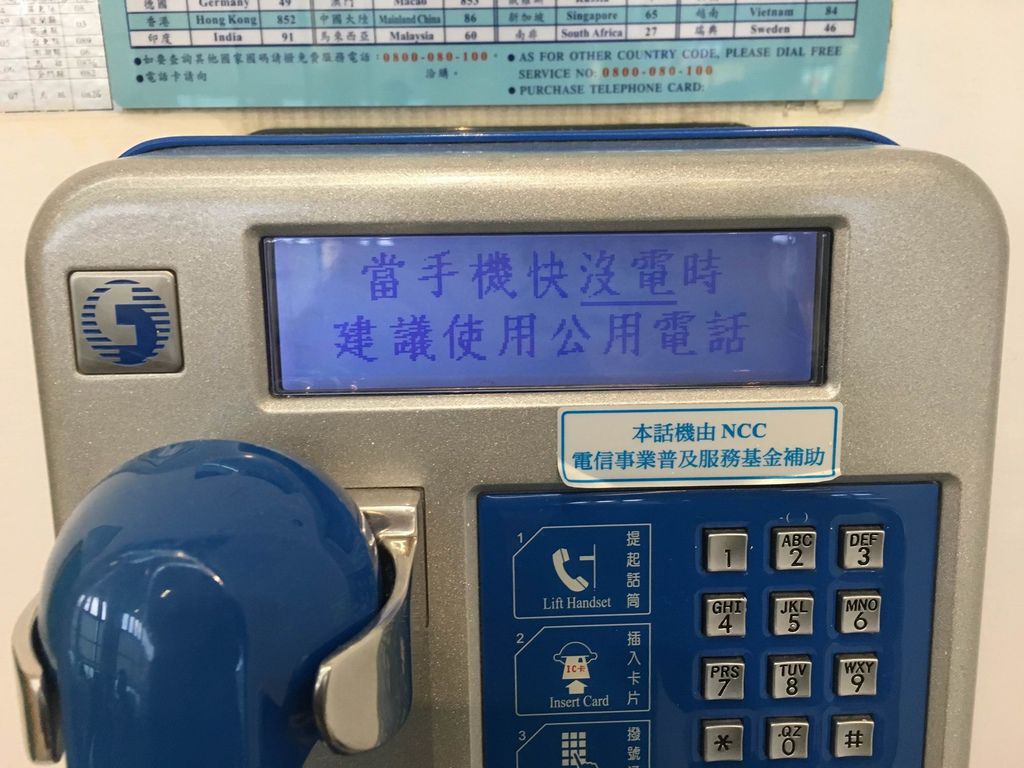 德國 Germany 49 澳門 Macao 853
香港 Hong Kong 852 中國大陸 Mainland China 86 新加坡 Singapore 65 越南 Vietnam 84
印度 India 91 馬來西亞 Malaysia 60 南非 South Africa 27 瑞典 Sweden 46
●如要查詢其他國家國碼請撥免費服務電話:0800-080-100。
●電話卡請向 洽購。
● AS FOR OTHER COUNTRY CODE, PLEASE DIAL FREE
SERVICE NO: 0800-080-100
● PURCHASE TELEPHONE CARD:
當手機快沒電時
建議使用公用電話
本話機由 NCC
電信事業普及服務基金補助
1
提起話筒
Lift Handset
2
插入卡片
IC卡
Insert Card
3
撥號
1
ABC 2
DEF 3
GHI 4
JKL 5
MNO 6
PRS 7
TUV 8
WXY 9
*
.QZ 0
#